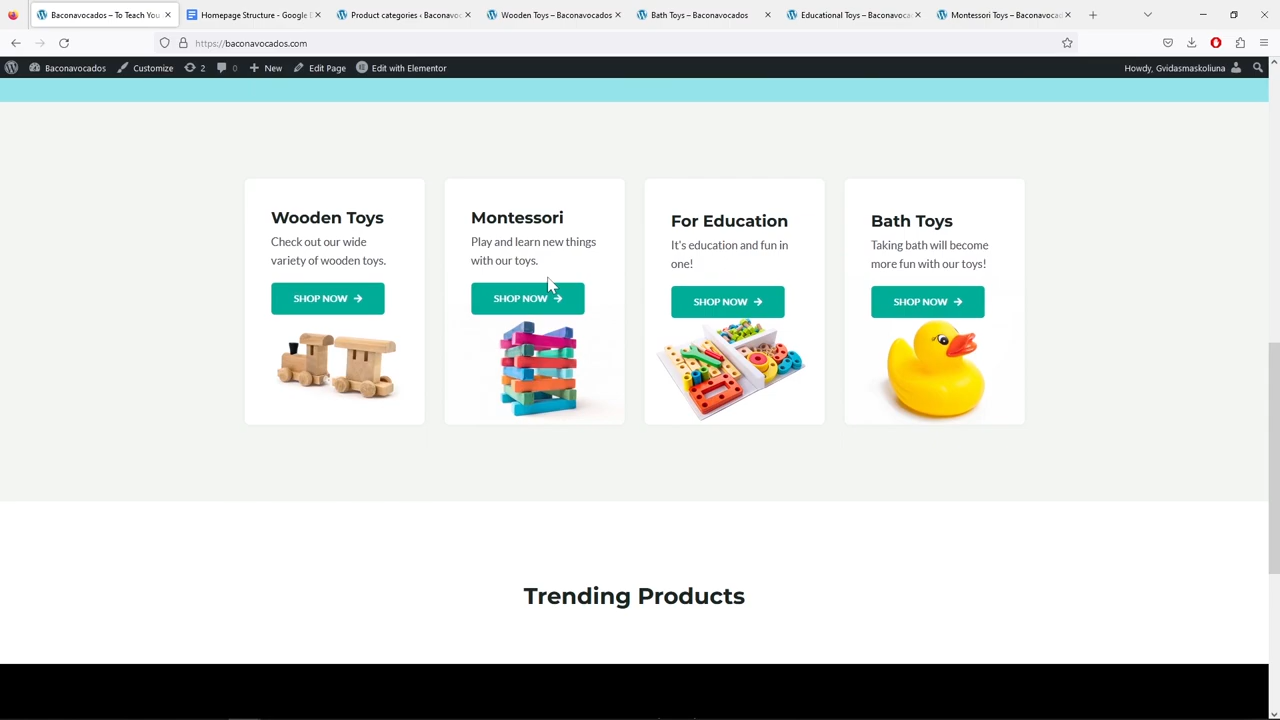 Baconavocados – To Teach You
Homepage Structure - Google D
Product categories ‹ Baconavoc
Wooden Toys – Baconavocados
Bath Toys – Baconavocados
Educational Toys – Baconavoca
Montessori Toys – Baconavocad
https://baconavocados.com
Baconavocados
Customize
2
0
New
Edit Page
Edit with Elementor
Howdy, Gvidasmaskoliuna
Wooden Toys
Check out our wide
variety of wooden toys.
SHOP NOW →
Montessori
Play and learn new things
with our toys.
SHOP NOW →
For Education
It's education and fun in
one!
SHOP NOW →
Bath Toys
Taking bath will become
more fun with our toys!
SHOP NOW →
Trending Products